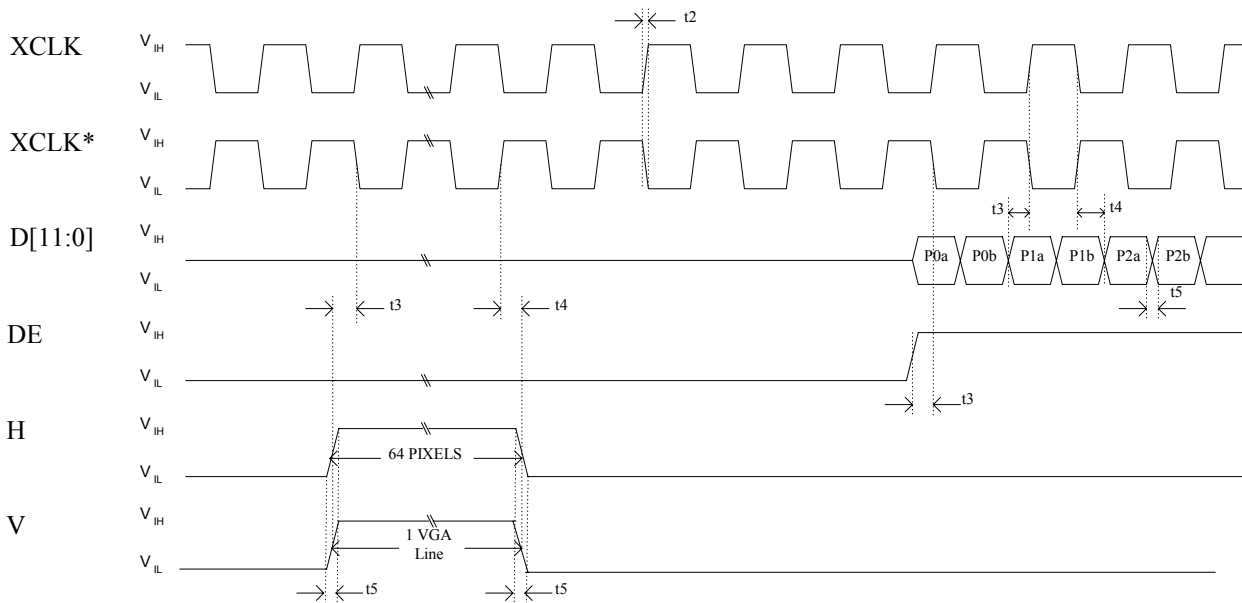 t2
XCLK
V IH
V IL
XCLK*
V IH
V IL
t3
t4
D[11:0]
V IH
V IL
P0a P0b P1a P1b P2a P2b
t3
t4
t5
DE
V IH
V IL
t3
H
V IH
V IL
64 PIXELS
V
V IH
V IL
1 VGA
Line
t5
t5